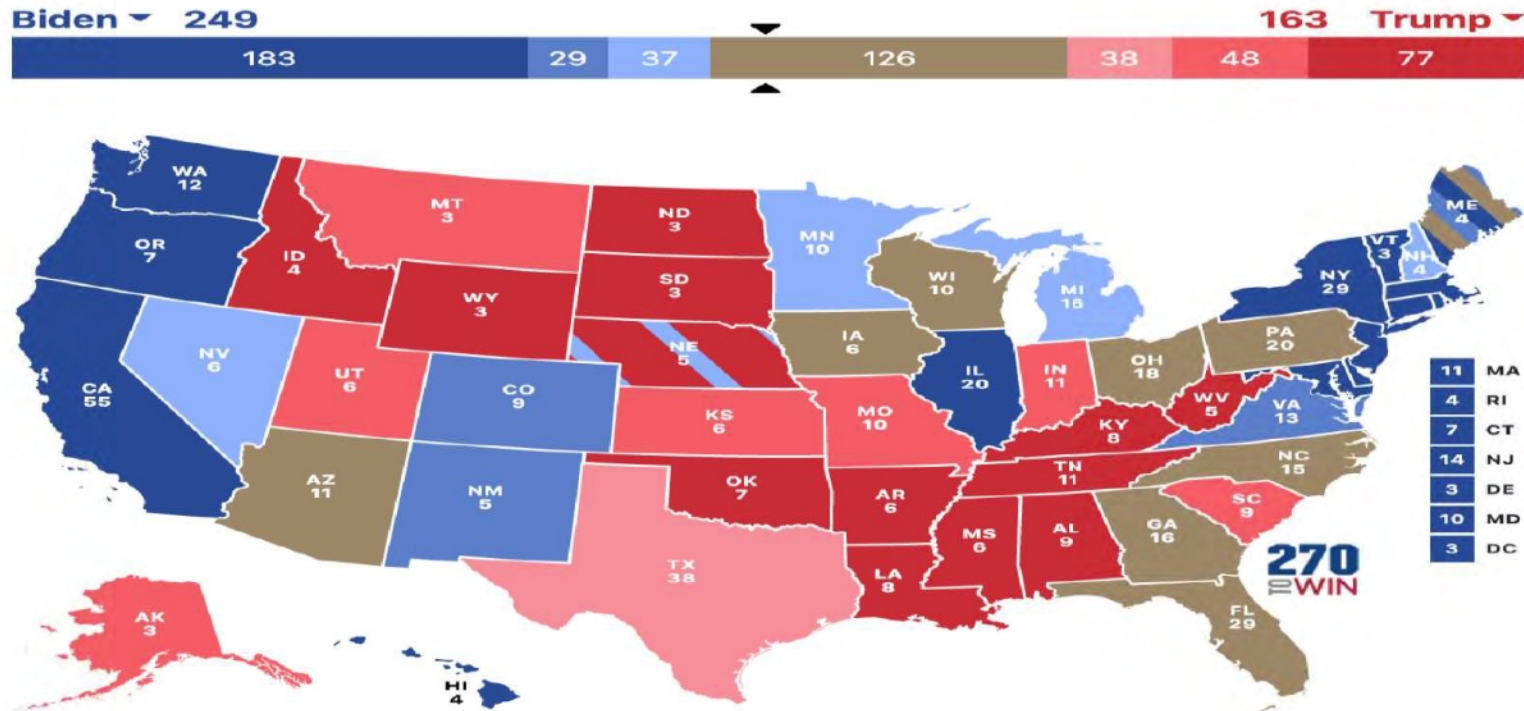 Biden 249
163 Trump
183 29 37 126 38 48 77
WA
12
OR
7
CA
55
NV
6
ID
4
MT
3
WY
3
UT
6
CO
9
AZ
11
NM
5
ND
3
SD
3
NE
5
KS
6
OK
7
TX
38
MN
10
IA
6
MO
10
AR
6
LA
8
WI
10
IL
20
MI
16
IN
11
OH
18
KY
8
TN
11
MS
6
AL
9
GA
16
FL
29
SC
9
NC
15
VA
13
WV
5
PA
20
NY
29
VT
3
NH
4
ME
4
AK
3
HI
4
11 MA
4 RI
7 CT
14 NJ
3 DE
10 MD
3 DC
270
TO WIN